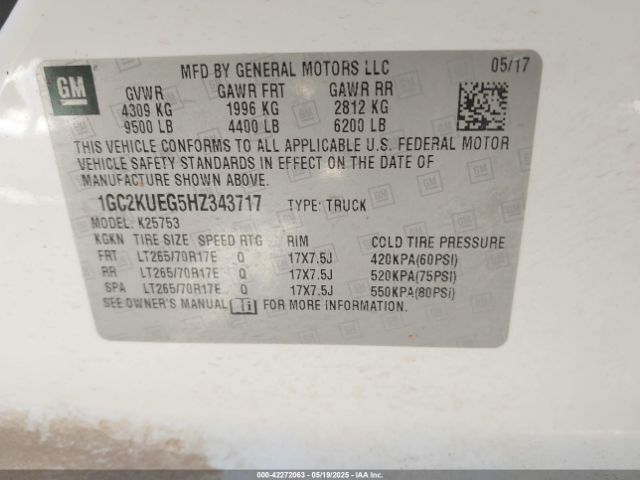 GM
MFD BY GENERAL MOTORS LLC 05/17
GVWR GAWR FRT GAWR RR
4309 KG 1996 KG 2812 KG
9500 LB 4400 LB 6200 LB
THIS VEHICLE CONFORMS TO ALL APPLICABLE U.S. FEDERAL MOTOR
VEHICLE SAFETY STANDARDS IN EFFECT ON THE DATE OF
MANUFACTURE SHOWN ABOVE.
1GC2KUEG5HZ343717 TYPE: TRUCK
MODEL: K25753
KGKN TIRE SIZE SPEED RTG RIM COLD TIRE PRESSURE
FRT LT265/70R17E Q 17X7.5J 420KPA(60PSI)
RR LT265/70R17E Q 17X7.5J 520KPA(75PSI)
SPA LT265/70R17E Q 17X7.5J 550KPA(80PSI)
SEE OWNER'S MANUAL FOR MORE INFORMATION.
000-42272063 - 05/19/2025 - IAAI.COM